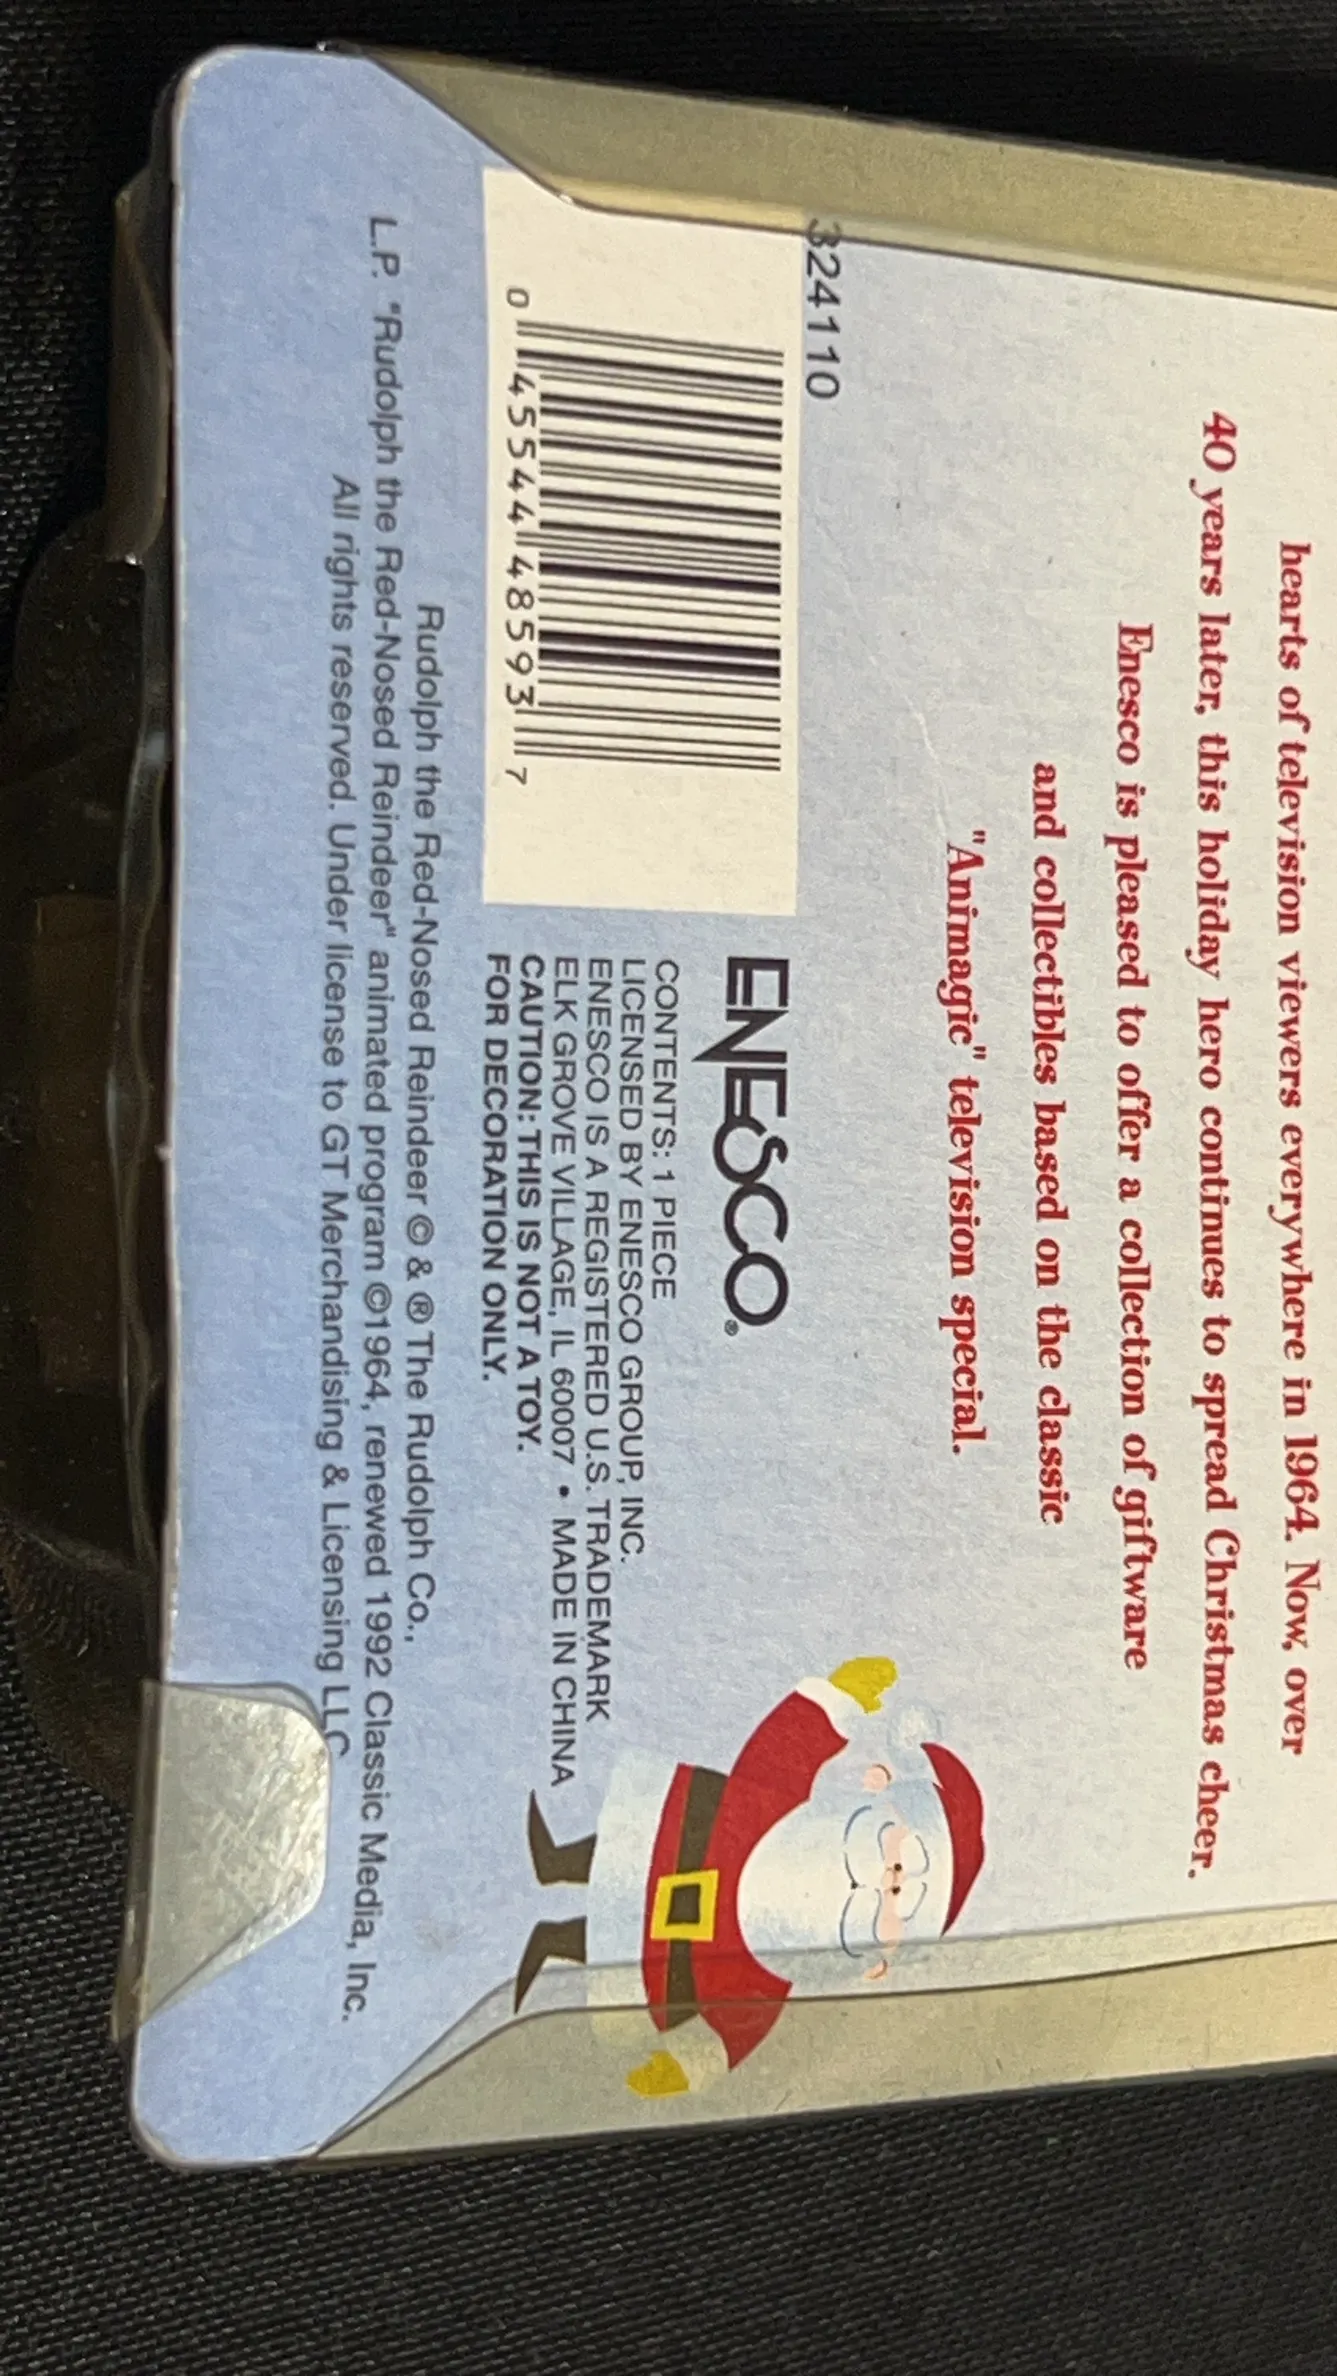 hearts of television viewers everywhere in 1964. Now, over
40 years later, this holiday hero continues to spread Christmas cheer.
Enesco is pleased to offer a collection of giftware
and collectibles based on the classic
"Animagic" television special.
324110
0 45544 48593 7
ENESCO®
CONTENTS: 1 PIECE
LICENSED BY ENESCO GROUP, INC.
ENESCO IS A REGISTERED U.S. TRADEMARK
ELK GROVE VILLAGE, IL 60007 • MADE IN CHINA
CAUTION: THIS IS NOT A TOY.
FOR DECORATION ONLY.
Rudolph the Red-Nosed Reindeer © & ® The Rudolph Co.,
L.P. "Rudolph the Red-Nosed Reindeer" animated program ©1964, renewed 1992 Classic Media, Inc.
All rights reserved. Under license to GT Merchandising & Licensing LLC